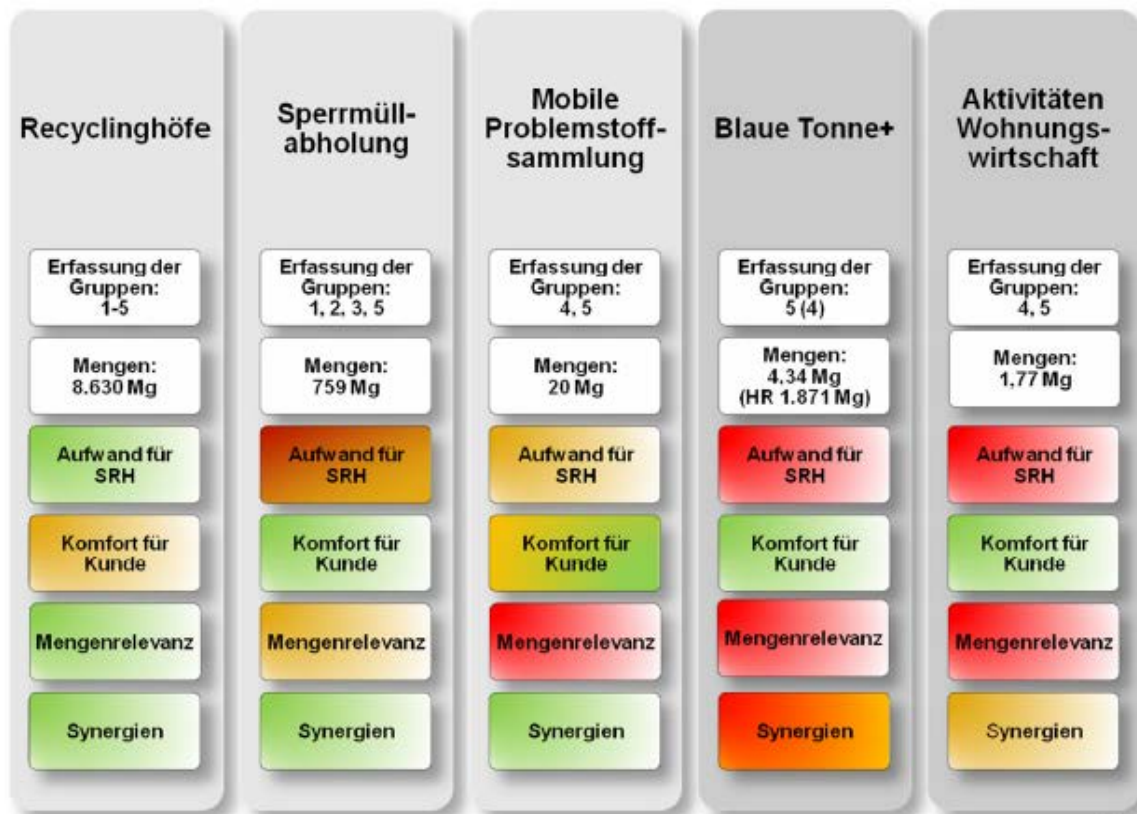 Recyclinghöfe
Erfassung der
Gruppen:
1-5
Mengen:
8.630 Mg
Aufwand für
SRH
Komfort für
Kunde
Mengenrelevanz
Synergien
Sperrmüll-
abholung
Erfassung der
Gruppen:
1, 2, 3, 5
Mengen:
759 Mg
Aufwand für
SRH
Komfort für
Kunde
Mengenrelevanz
Synergien
Mobile
Problemstoff-
sammlung
Erfassung der
Gruppen:
4, 5
Mengen:
20 Mg
Aufwand für
SRH
Komfort für
Kunde
Mengenrelevanz
Synergien
Blaue Tonne+
Erfassung der
Gruppen:
5 (4)
Mengen:
4,34 Mg
(HR 1.871 Mg)
Aufwand für
SRH
Komfort für
Kunde
Mengenrelevanz
Synergien
Aktivitäten
Wohnungs-
wirtschaft
Erfassung der
Gruppen:
4, 5
Mengen:
1,77 Mg
Aufwand für
SRH
Komfort für
Kunde
Mengenrelevanz
Synergien